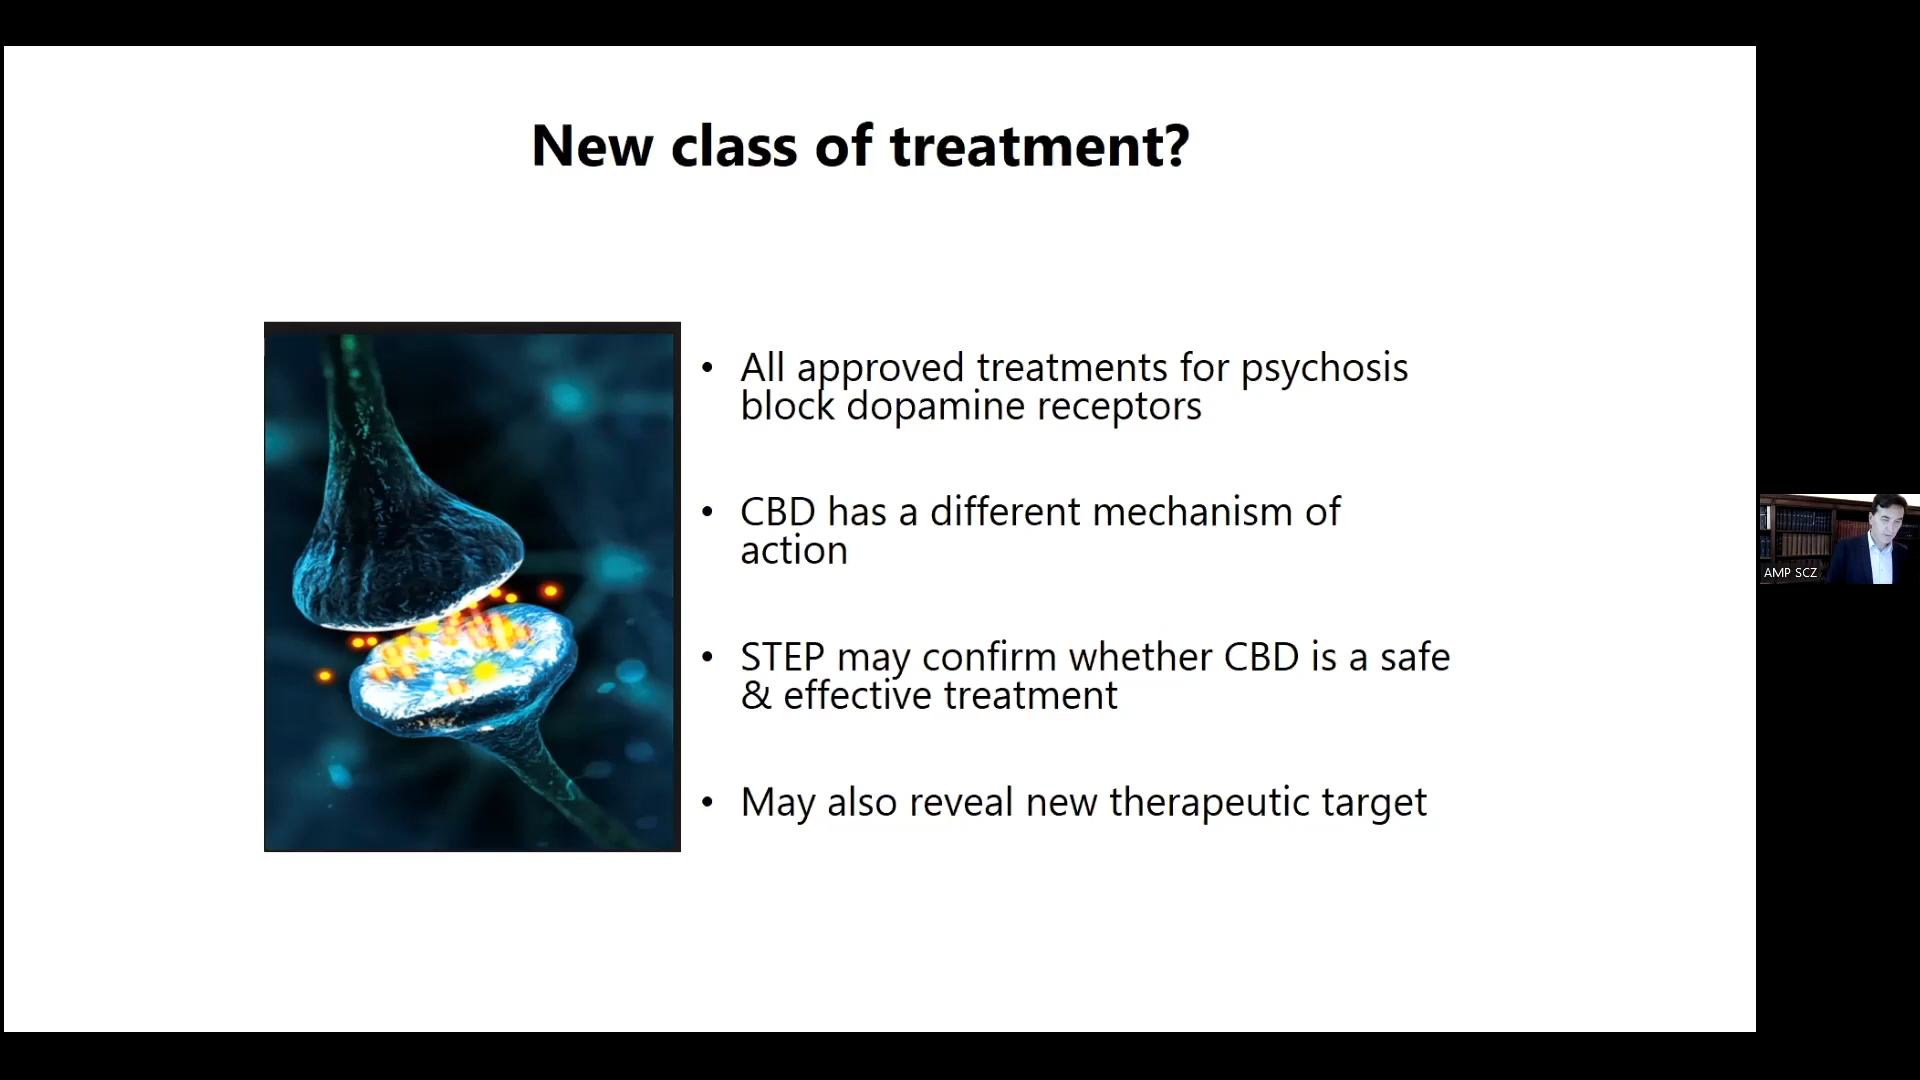 New class of treatment?
• All approved treatments for psychosis
block dopamine receptors
• CBD has a different mechanism of
action
• STEP may confirm whether CBD is a safe
& effective treatment
• May also reveal new therapeutic target
AMP SCZ